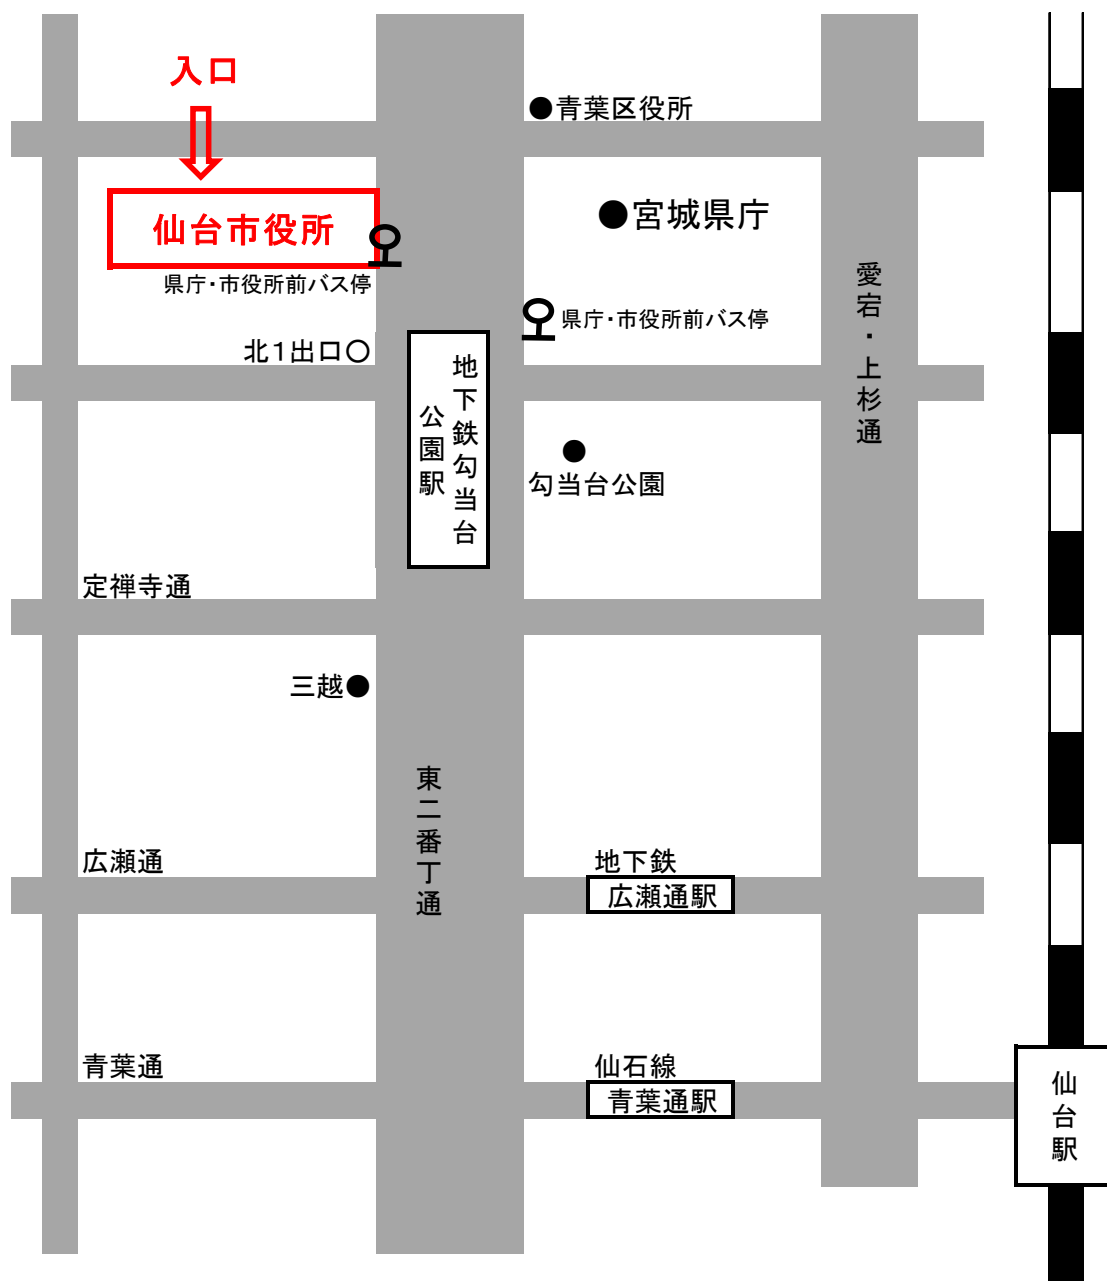 入口
●青葉区役所
仙台市役所
●宮城県庁
県庁・市役所前バス停
県庁・市役所前バス停
愛宕・上杉通
北1出口○
地下鉄勾当台
公園駅
勾当台公園
定禅寺通
三越●
東二番丁通
広瀬通
地下鉄
広瀬通駅
青葉通
仙石線
青葉通駅
仙台駅